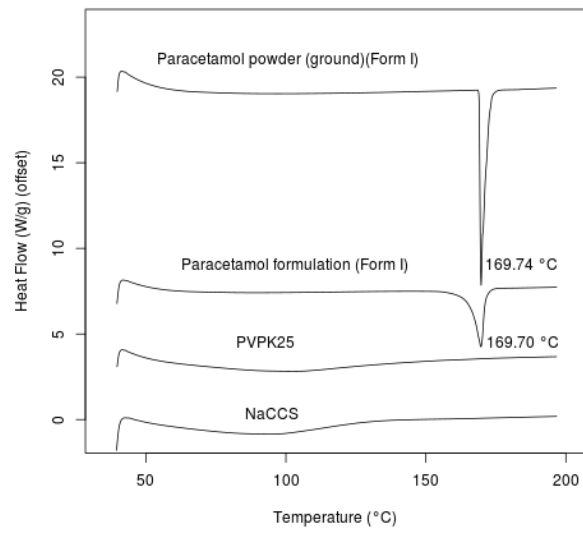 Paracetamol powder (ground)(Form I)
169.74 °C
Paracetamol formulation (Form I)
169.70 °C
PVPK25
NaCCS
Heat Flow (W/g) (offset)
20
15
10
5
0
50
100
150
200
Temperature (°C)